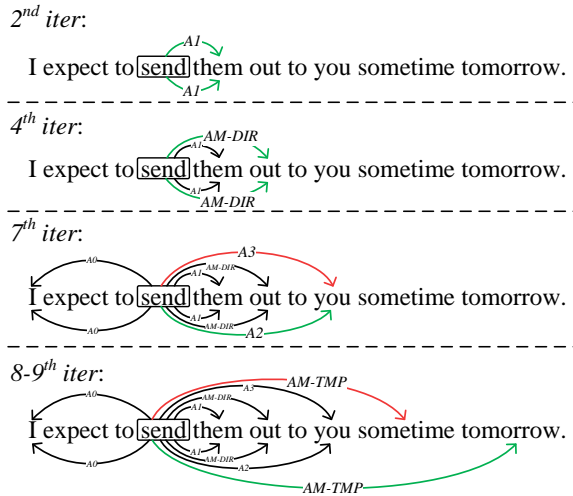 2nd iter:
A1
I expect to send them out to you sometime tomorrow.
A1
4th iter:
AM-DIR
A1
I expect to send them out to you sometime tomorrow.
A1
AM-DIR
7th iter:
A3
A0 AM-DIR
A1
I expect to send them out to you sometime tomorrow.
A1
A0 AM-DIR A2
8-9th iter:
AM-TMP
A0 A3
AM-DIR
A1
I expect to send them out to you sometime tomorrow.
A1
A0 AM-DIR
A2
AM-TMP